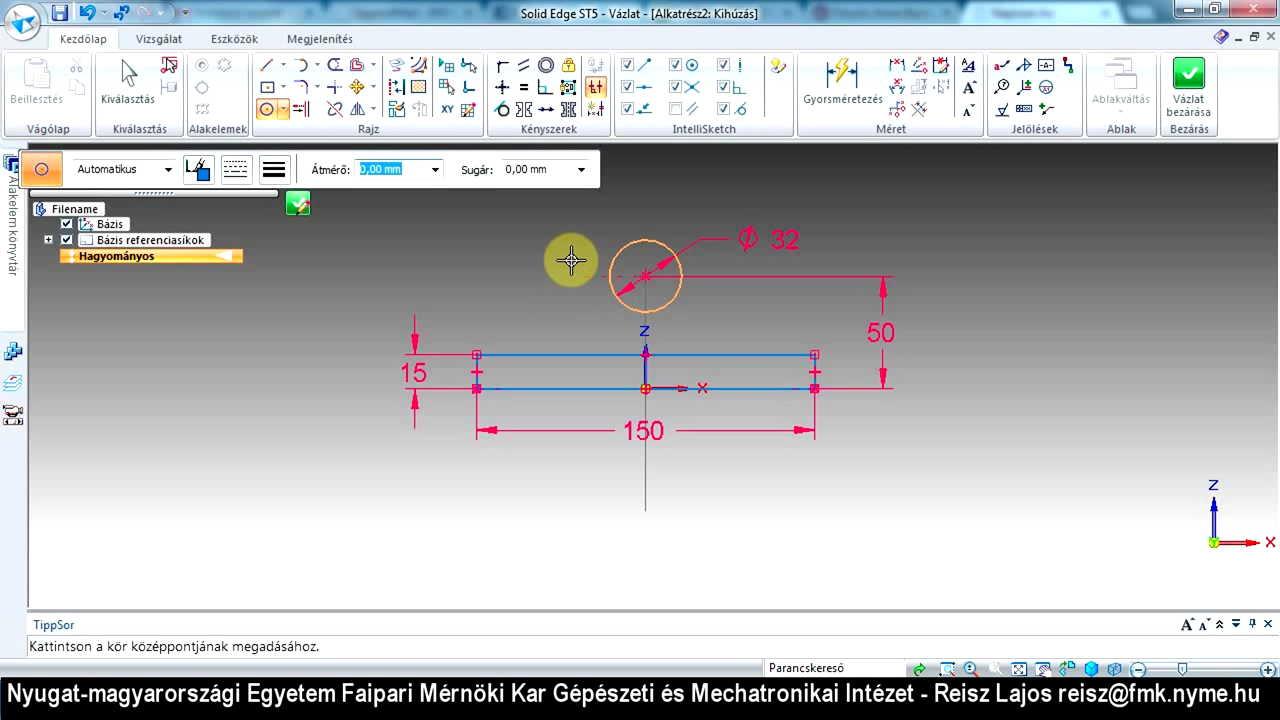 Solid Edge ST5 - Vázlat - [Alkatrész2: Kihúzás]
Kezdőlap Vizsgálat Eszközök Megjelenítés
Beillesztés Kiválasztás Gyorsméretezés Ablakváltás Vázlat bezárása
Vágólap Kiválasztás Alakelemek Rajz Kényszerek IntelliSketch Méret Jelölések Ablak Bezárás
Automatikus Átmérő: 0,00 mm Sugár: 0,00 mm
Alakelem könyvtár
Filename
Bázis
Bázis referenciasíkok
Hagyományos
Ø 32
50
Z
15
X
150
Z
X
TippSor
Kattintson a kör középpontjának megadásához.
Parancskereső
Nyugat-magyarországi Egyetem Faipari Mérnöki Kar Gépészeti és Mechatronikai Intézet - Reisz Lajos reisz@fmk.nyme.hu